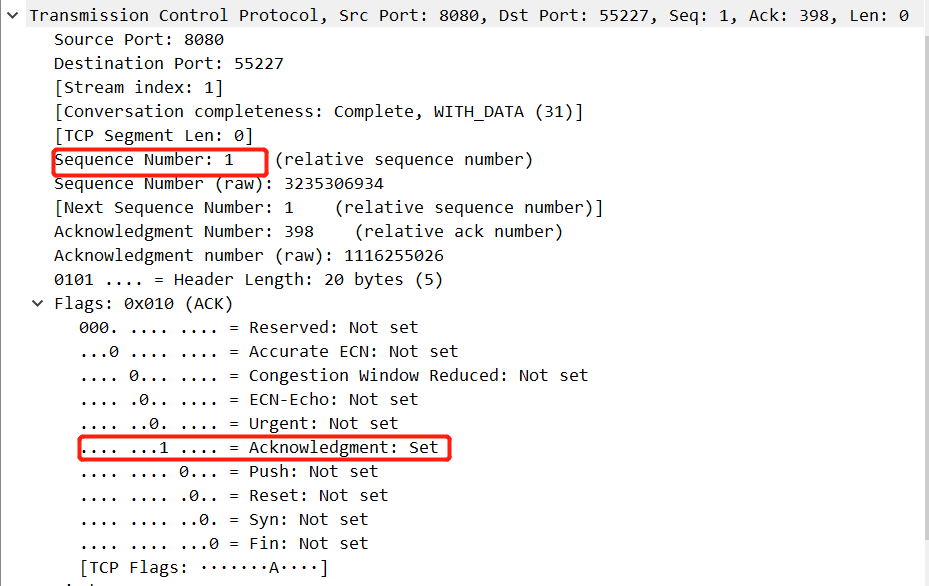 Transmission Control Protocol, Src Port: 8080, Dst Port: 55227, Seq: 1, Ack: 398, Len: 0
Source Port: 8080
Destination Port: 55227
[Stream index: 1]
[Conversation completeness: Complete, WITH_DATA (31)]
[TCP Segment Len: 0]
Sequence Number: 1    (relative sequence number)
Sequence Number (raw): 3235306934
[Next Sequence Number: 1    (relative sequence number)]
Acknowledgment Number: 398    (relative ack number)
Acknowledgment number (raw): 1116255026
0101 .... = Header Length: 20 bytes (5)
Flags: 0x010 (ACK)
000. .... .... = Reserved: Not set
...0 .... .... = Accurate ECN: Not set
.... 0... .... = Congestion Window Reduced: Not set
.... .0.. .... = ECN-Echo: Not set
.... ..0. .... = Urgent: Not set
.... ...1 .... = Acknowledgment: Set
.... .... 0... = Push: Not set
.... .... .0.. = Reset: Not set
.... .... ..0. = Syn: Not set
.... .... ...0 = Fin: Not set
[TCP Flags: ·······A····]